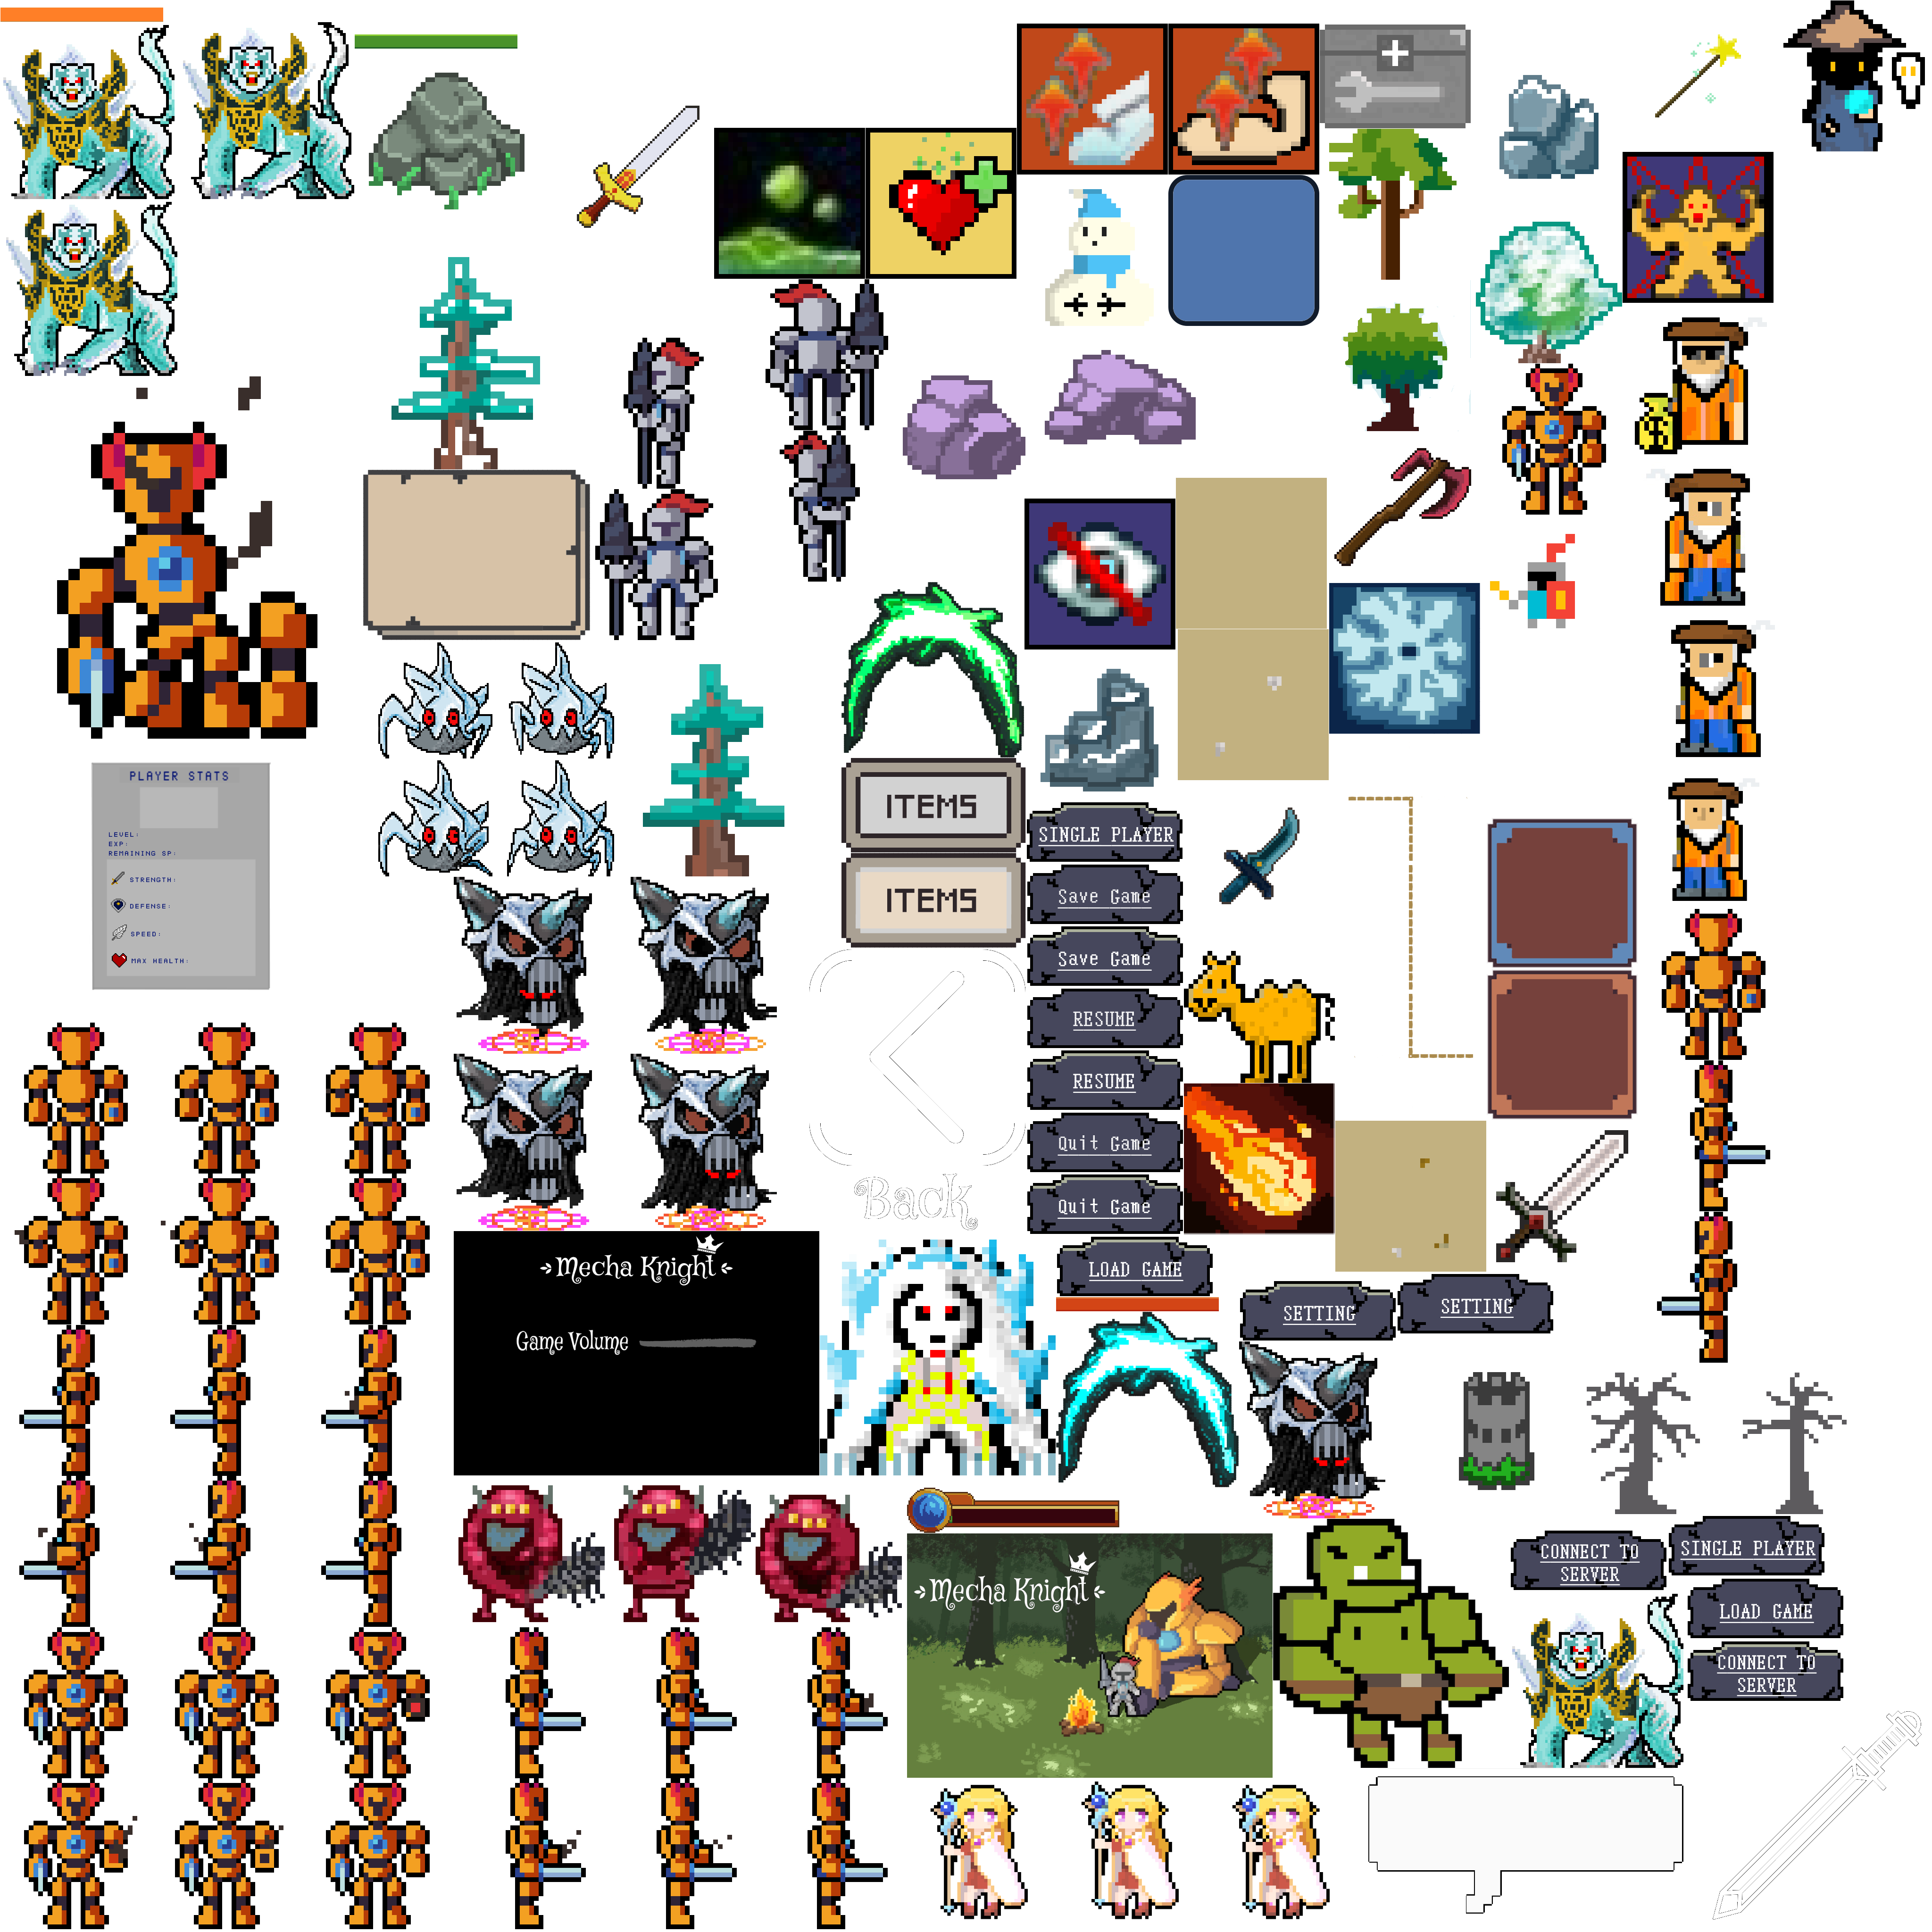 PLAYER STATS
LEVEL:
EXP:
REMAINING SP:
STRENGTH:
DEFENSE:
SPEED:
MAX HEALTH:
ITEMS
ITEMS
SINGLE PLAYER
Save Game
Save Game
RESUME
RESUME
Quit Game
Quit Game
Back
LOAD GAME
SETTING
SETTING
Mecha Knight
Game Volume
Mecha Knight
CONNECT TO
SERVER
SINGLE PLAYER
LOAD GAME
CONNECT TO
SERVER